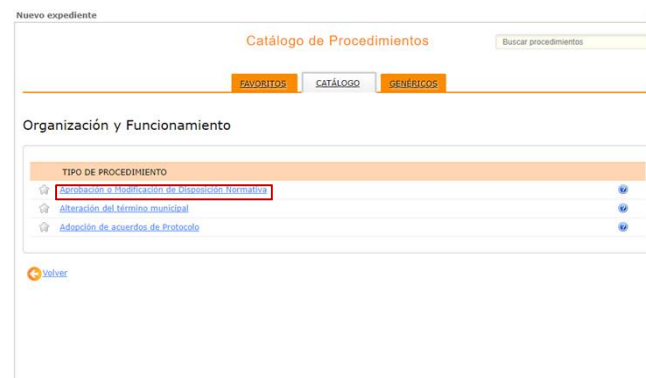 Nuevo expediente
Catálogo de Procedimientos
Buscar procedimientos
FAVORITOS CATÁLOGO GENÉRICOS
Organización y Funcionamiento
TIPO DE PROCEDIMIENTO
Aprobación o Modificación de Disposición Normativa
Alteración del término municipal
Adopción de acuerdos de Protocolo
Volver